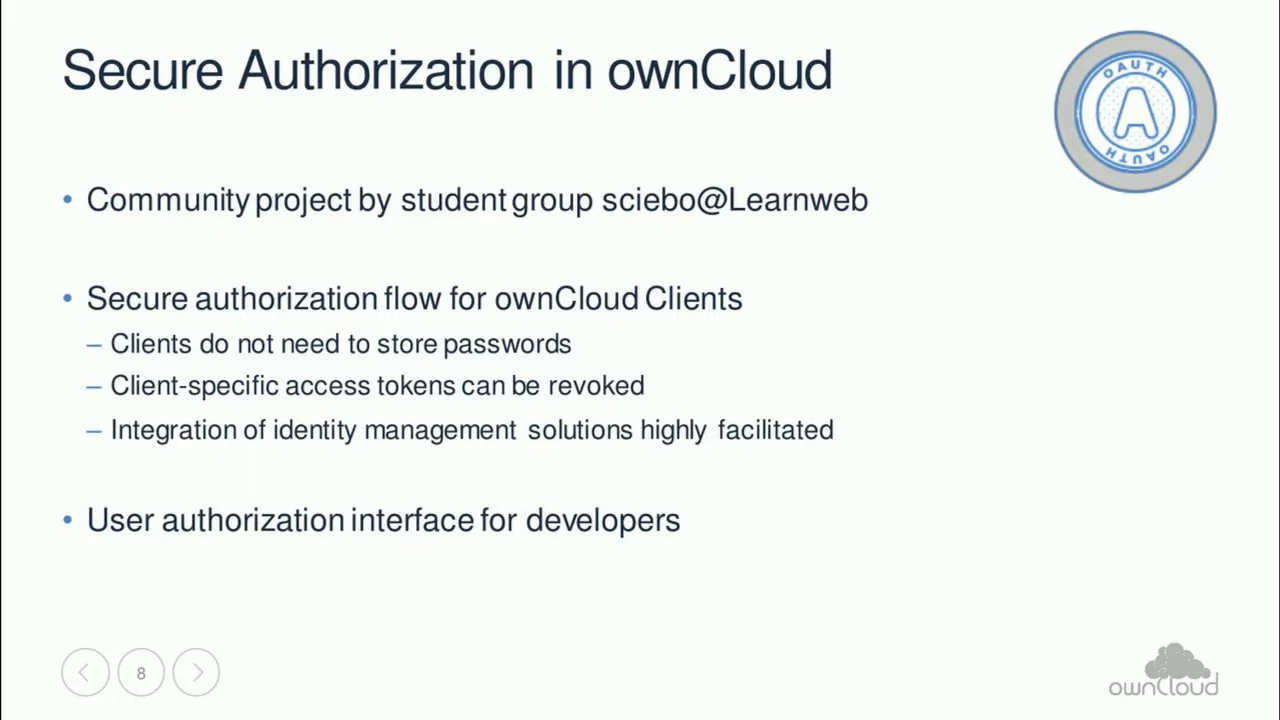 Secure Authorization in ownCloud
OAUTH
A
OAUTH
• Community project by student group sciebo@Learnweb
• Secure authorization flow for ownCloud Clients
– Clients do not need to store passwords
– Client-specific access tokens can be revoked
– Integration of identity management solutions highly facilitated
• User authorization interface for developers
8
ownCloud